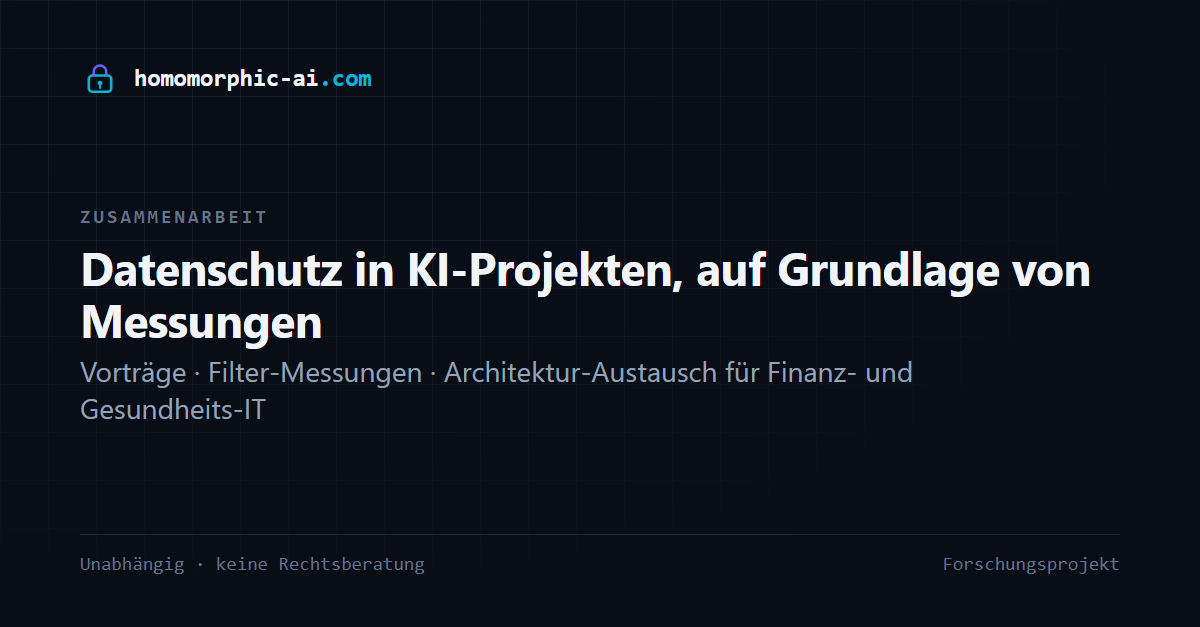 homomorphic-ai.com
ZUSAMMENARBEIT
Datenschutz in KI-Projekten, auf Grundlage von
Messungen
Vorträge · Filter-Messungen · Architektur-Austausch für Finanz- und
Gesundheits-IT
Unabhängig · keine Rechtsberatung
Forschungsprojekt